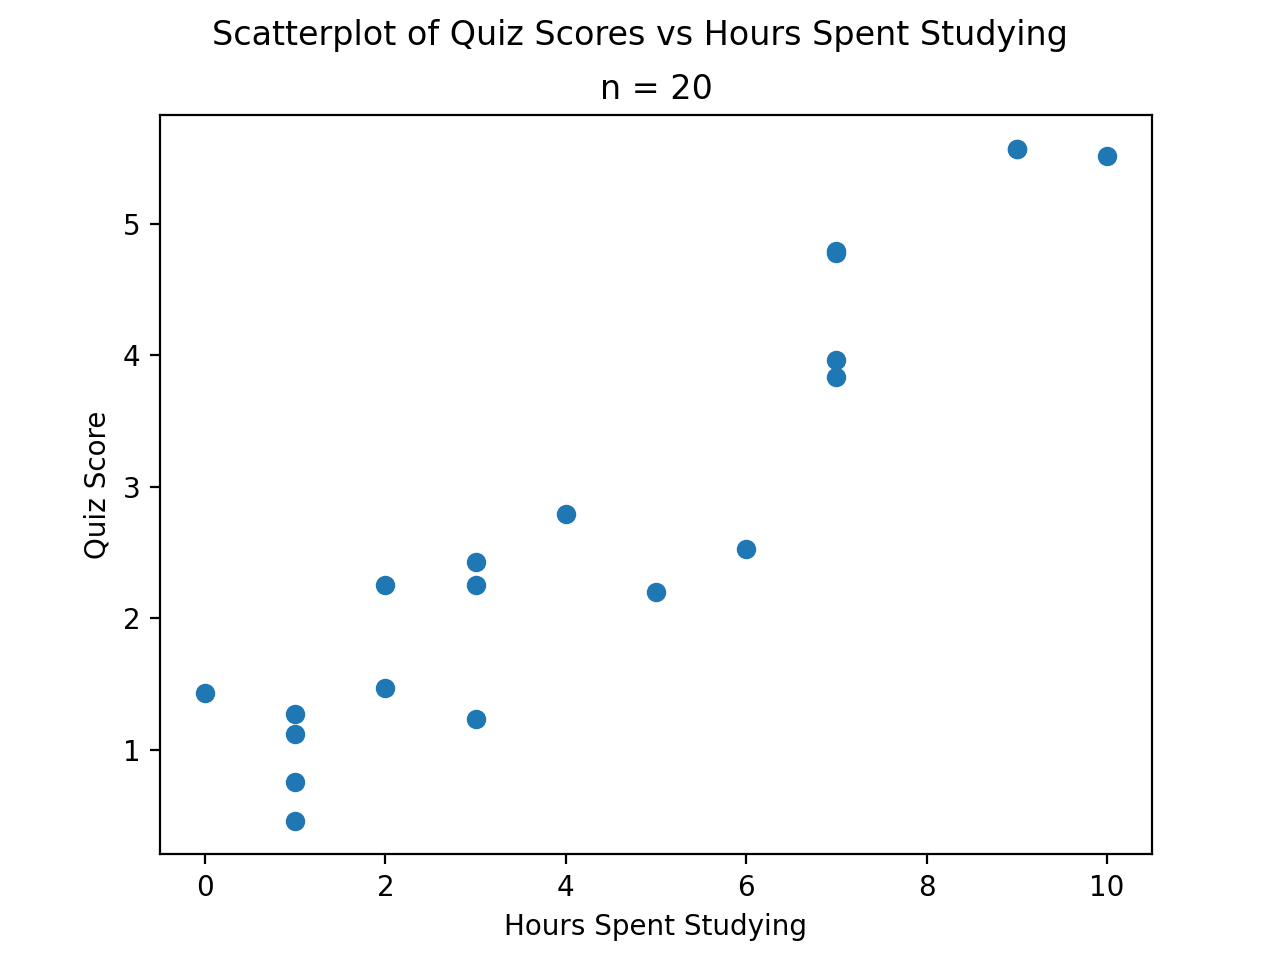 Scatterplot of Quiz Scores vs Hours Spent Studying
n = 20
5
4
3
2
1
Quiz Score
0 2 4 6 8 10
Hours Spent Studying